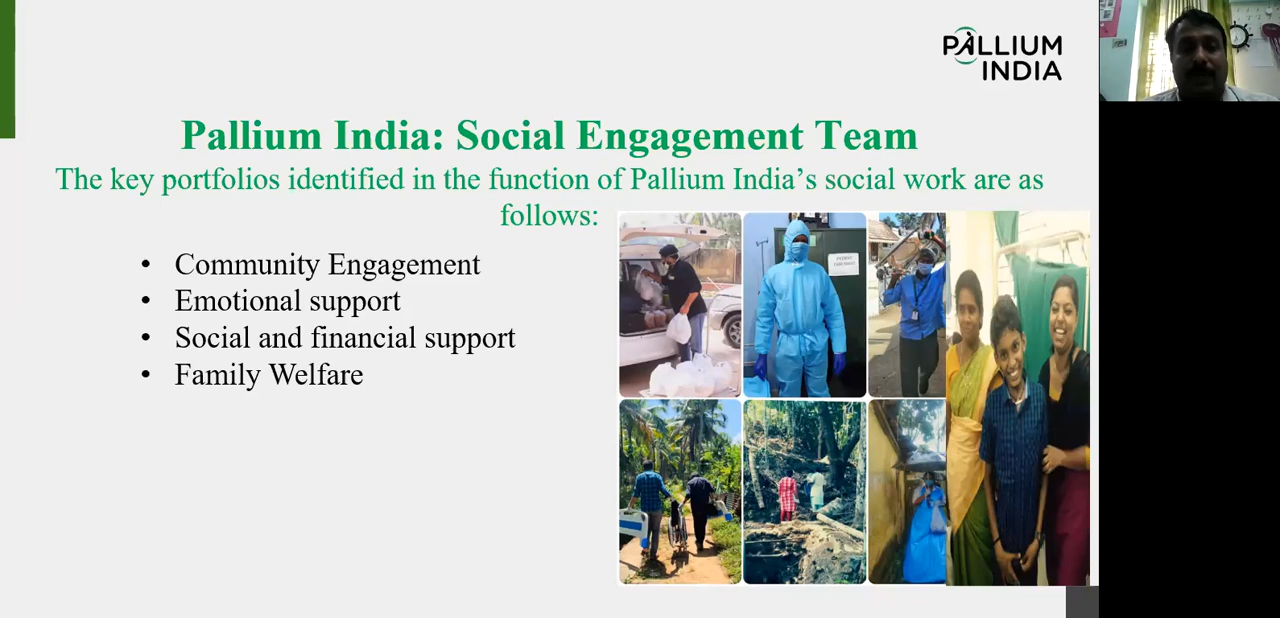 PALLIUM
INDIA
Pallium India: Social Engagement Team
The key portfolios identified in the function of Pallium India’s social work are as
follows:
• Community Engagement
• Emotional support
• Social and financial support
• Family Welfare